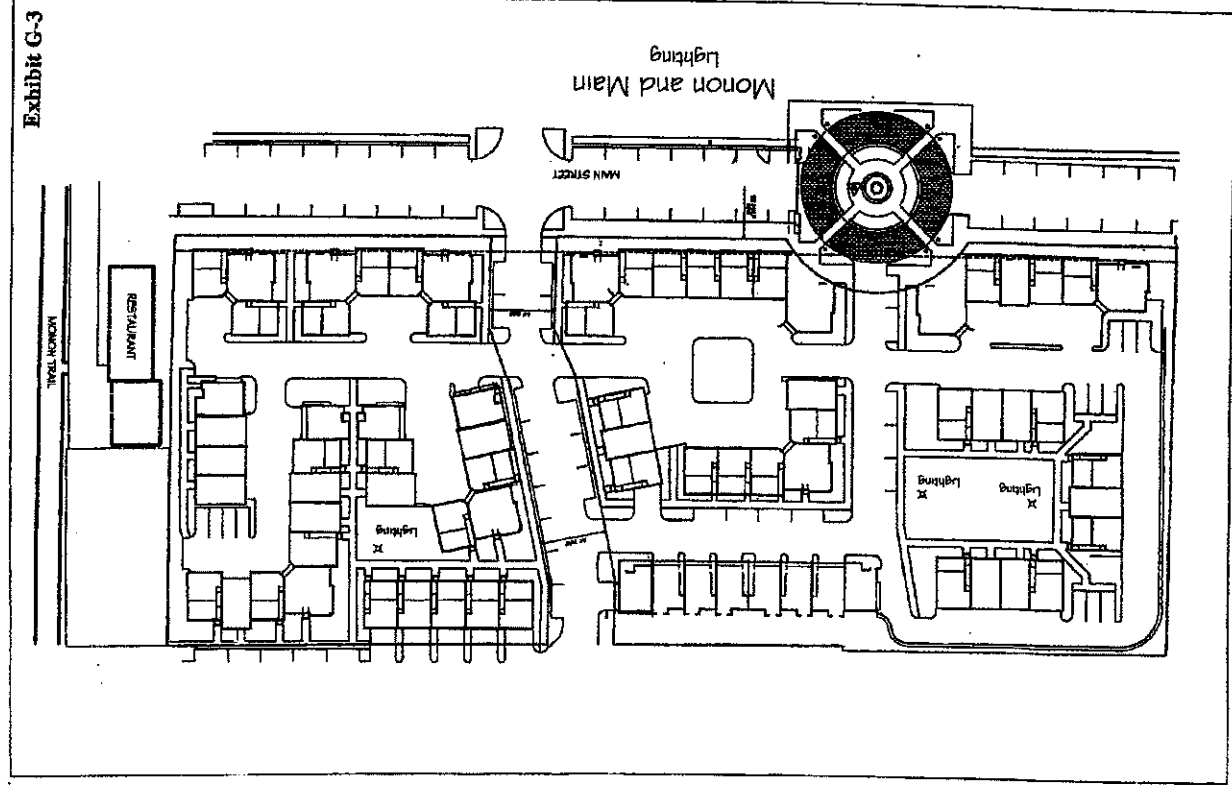 Exhibit G-3
Monon and Main
Lighting
MAIN STREET
RESTAURANT
MONON TRAIL
Lighting
Lighting
Lighting